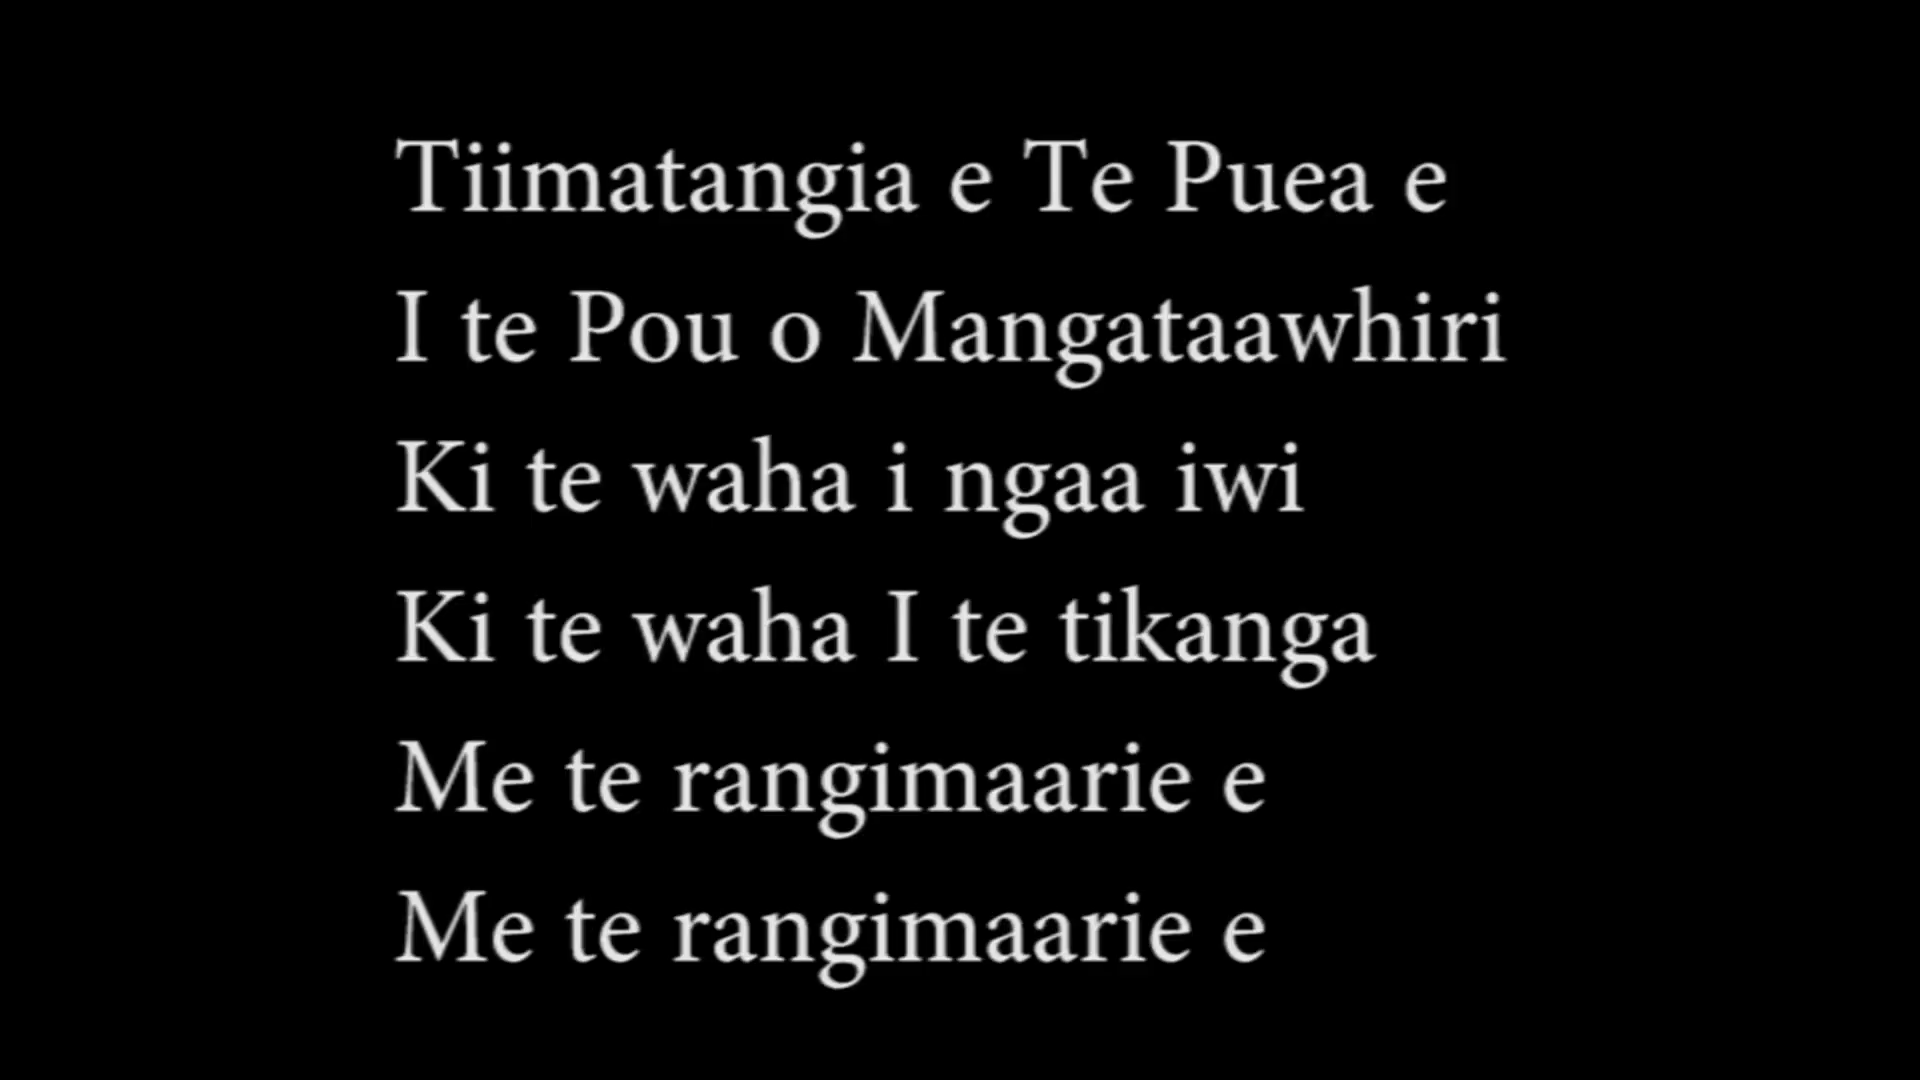 Tiimatangia e Te Puea e
I te Pou o Mangataawhiri
Ki te waha i ngaa iwi
Ki te waha I te tikanga
Me te rangimaarie e
Me te rangimaarie e